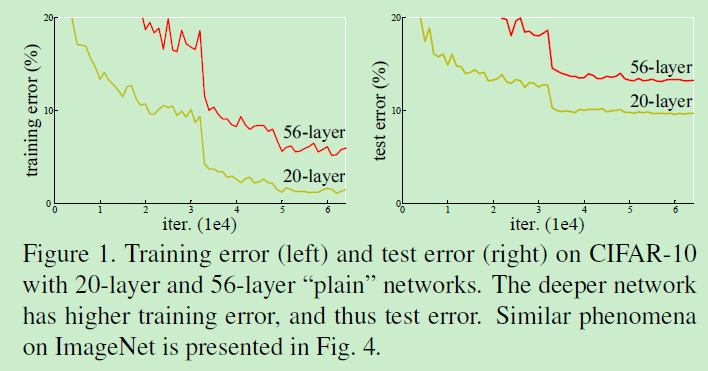 20
10
0
0 1 2 3 4 5 6
iter. (1e4)
training error (%)
56-layer
20-layer
20
10
0
0 1 2 3 4 5 6
iter. (1e4)
test error (%)
56-layer
20-layer
Figure 1. Training error (left) and test error (right) on CIFAR-10
with 20-layer and 56-layer “plain” networks. The deeper network
has higher training error, and thus test error. Similar phenomena
on ImageNet is presented in Fig. 4.